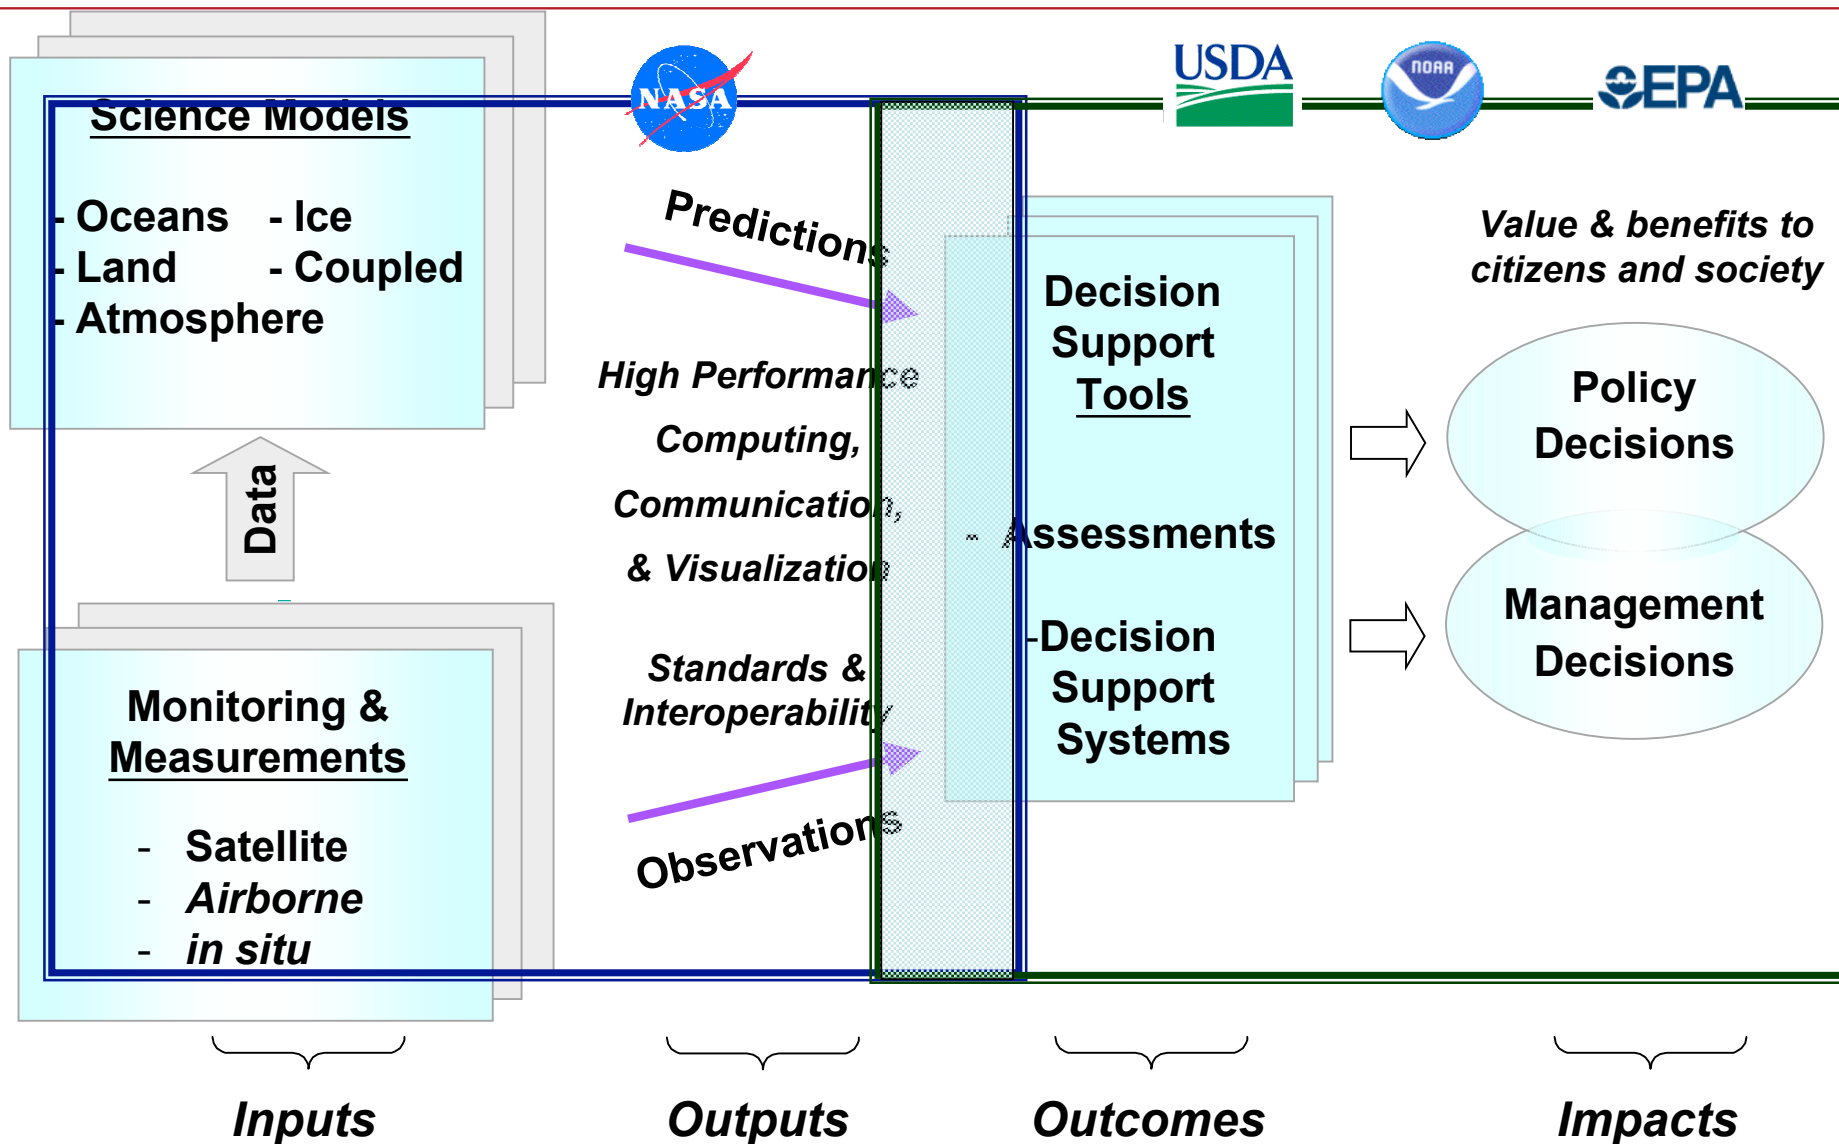 Science Models
- Oceans - Ice
- Land - Coupled
- Atmosphere
Data
Monitoring &
Measurements
- Satellite
- Airborne
- in situ
NASA
Predictions
High Performance
Computing,
Communication,
& Visualization
Standards &
Interoperability
Observations
USDA
NOAA
EPA
Decision
Support
Tools
- Assessments
-Decision
Support
Systems
Value & benefits to
citizens and society
Policy
Decisions
Management
Decisions
Inputs
Outputs
Outcomes
Impacts